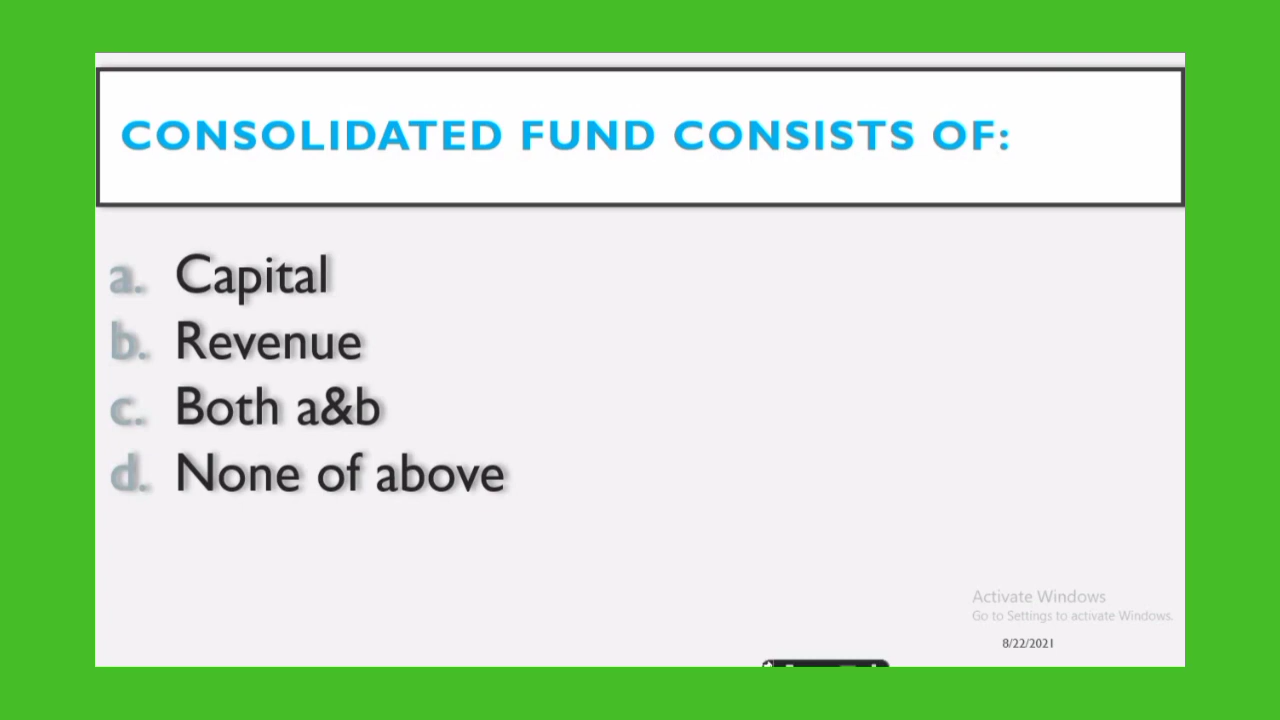 CONSOLIDATED FUND CONSISTS OF:
a. Capital
b. Revenue
c. Both a&b
d. None of above
Activate Windows
Go to Settings to activate Windows.
8/22/2021